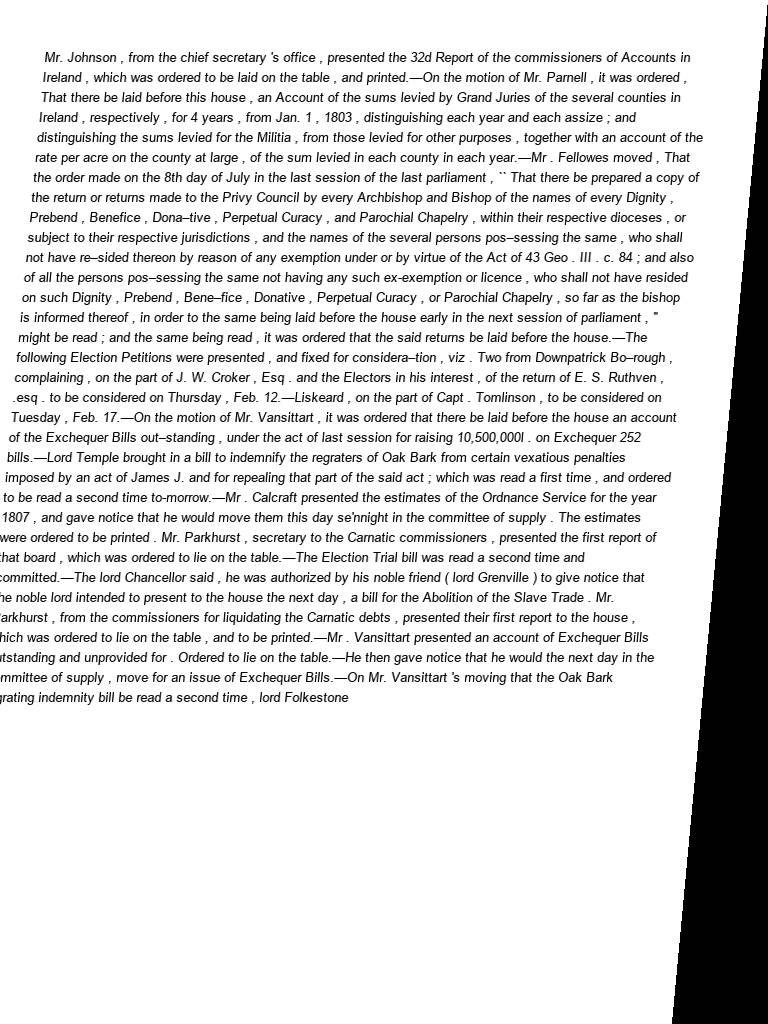 Mr. Johnson , from the chief secretary 's office , presented the 32d Report of the commissioners of Accounts in
Ireland , which was ordered to be laid on the table , and printed.—On the motion of Mr. Parnell , it was ordered ,
That there be laid before this house , an Account of the sums levied by Grand Juries of the several counties in
Ireland , respectively , for 4 years , from Jan. 1 , 1803 , distinguishing each year and each assize ; and
distinguishing the sums levied for the Militia , from those levied for other purposes , together with an account of the
rate per acre on the county at large , of the sum levied in each county in each year.—Mr . Fellowes moved , That
the order made on the 8th day of July in the last session of the last parliament , `` That there be prepared a copy of
the return or returns made to the Privy Council by every Archbishop and Bishop of the names of every Dignity ,
Prebend , Benefice , Dona–tive , Perpetual Curacy , and Parochial Chapelry , within their respective dioceses , or
subject to their respective jurisdictions , and the names of the several persons pos–sessing the same , who shall
not have re–sided thereon by reason of any exemption under or by virtue of the Act of 43 Geo . III . c. 84 ; and also
of all the persons pos–sessing the same not having any such ex-exemption or licence , who shall not have resided
on such Dignity , Prebend , Bene–fice , Donative , Perpetual Curacy , or Parochial Chapelry , so far as the bishop
is informed thereof , in order to the same being laid before the house early in the next session of parliament , "
might be read ; and the same being read , it was ordered that the said returns be laid before the house.—The
following Election Petitions were presented , and fixed for considera–tion , viz . Two from Downpatrick Bo–rough ,
complaining , on the part of J. W. Croker , Esq . and the Electors in his interest , of the return of E. S. Ruthven ,
.esq . to be considered on Thursday , Feb. 12.—Liskeard , on the part of Capt . Tomlinson , to be considered on
Tuesday , Feb. 17.—On the motion of Mr. Vansittart , it was ordered that there be laid before the house an account
of the Exchequer Bills out–standing , under the act of last session for raising 10,500,000l . on Exchequer 252
bills.—Lord Temple brought in a bill to indemnify the regraters of Oak Bark from certain vexatious penalties
imposed by an act of James J. and for repealing that part of the said act ; which was read a first time , and ordered
to be read a second time to-morrow.—Mr . Calcraft presented the estimates of the Ordnance Service for the year
1807 , and gave notice that he would move them this day se'nnight in the committee of supply . The estimates
were ordered to be printed . Mr. Parkhurst , secretary to the Carnatic commissioners , presented the first report of
that board , which was ordered to lie on the table.—The Election Trial bill was read a second time and
committed.—The lord Chancellor said , he was authorized by his noble friend ( lord Grenville ) to give notice that
he noble lord intended to present to the house the next day , a bill for the Abolition of the Slave Trade . Mr.
arkhurst , from the commissioners for liquidating the Carnatic debts , presented their first report to the house ,
hich was ordered to lie on the table , and to be printed.—Mr . Vansittart presented an account of Exchequer Bills
utstanding and unprovided for . Ordered to lie on the table.—He then gave notice that he would the next day in the
mmittee of supply , move for an issue of Exchequer Bills.—On Mr. Vansittart 's moving that the Oak Bark
grating indemnity bill be read a second time , lord Folkestone